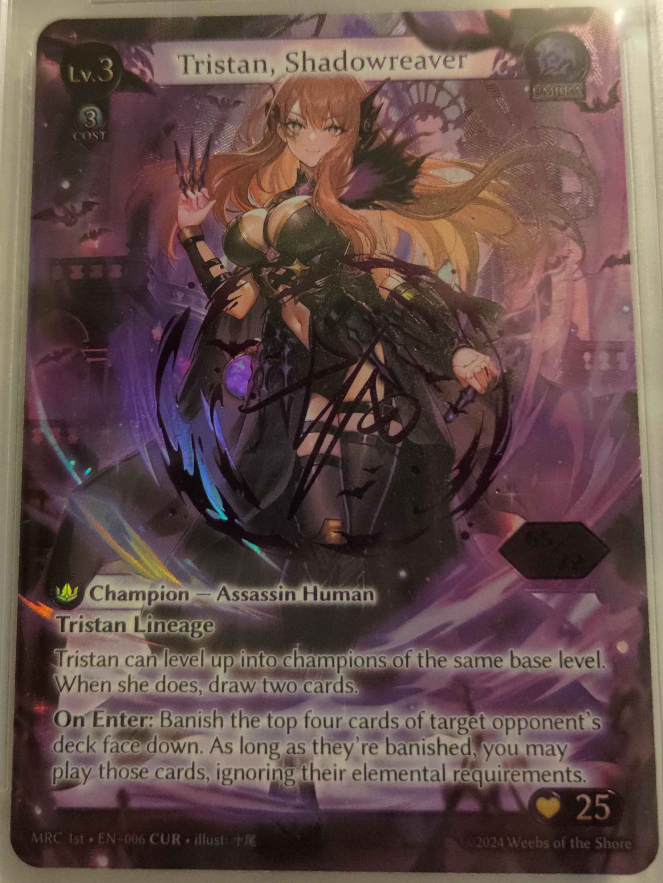 Lv. 3
Tristan, Shadowreaver
UMBRA
3
COST
65/
77
Champion — Assassin Human
Tristan Lineage
Tristan can level up into champions of the same base level.
When she does, draw two cards.
On Enter: Banish the top four cards of target opponent's
deck face down. As long as they're banished, you may
play those cards, ignoring their elemental requirements.
25
MRC 1st • EN-006 CUR • illust: 十尾
©2024 Weebs of the Shore